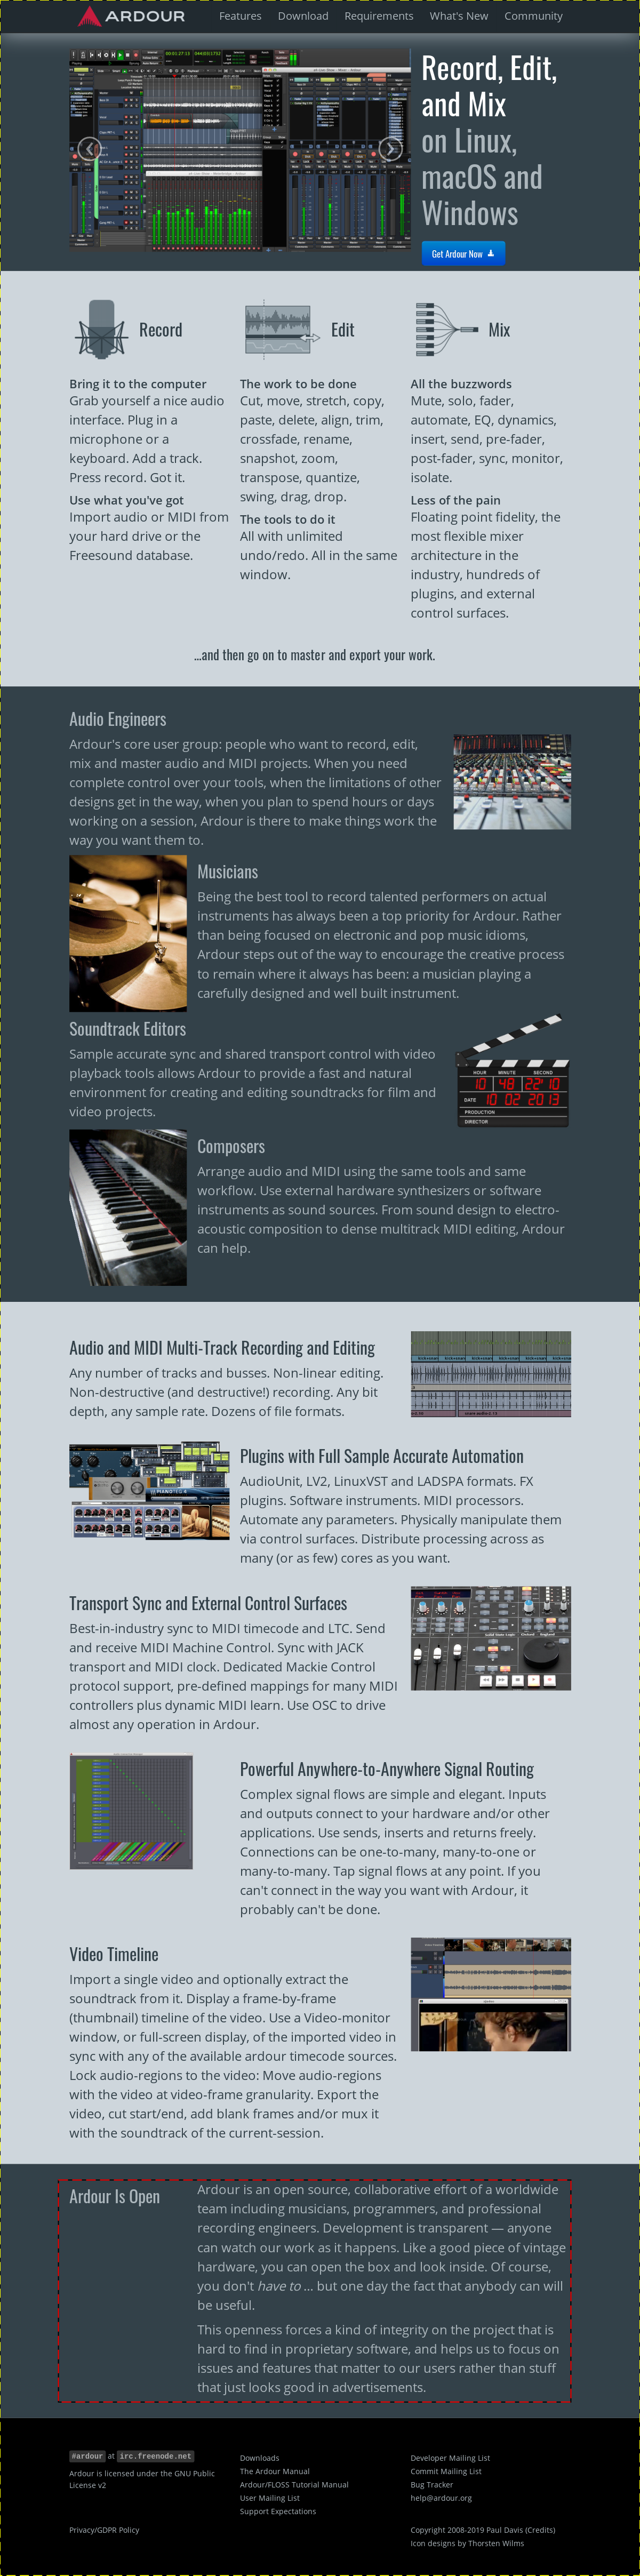 ARDOUR
Features Download Requirements What's New Community
Record, Edit,
and Mix
on Linux,
macOS and
Windows
Get Ardour Now
Record
Bring it to the computer
Grab yourself a nice audio
interface. Plug in a
microphone or a
keyboard. Add a track.
Press record. Got it.
Use what you've got
Import audio or MIDI from
your hard drive or the
Freesound database.
Edit
The work to be done
Cut, move, stretch, copy,
paste, delete, align, trim,
crossfade, rename,
snapshot, zoom,
transpose, quantize,
swing, drag, drop.
The tools to do it
All with unlimited
undo/redo. All in the same
window.
Mix
All the buzzwords
Mute, solo, fader,
automate, EQ, dynamics,
insert, send, pre-fader,
post-fader, sync, monitor,
isolate.
Less of the pain
Floating point fidelity, the
most flexible mixer
architecture in the
industry, hundreds of
plugins, and external
control surfaces.
...and then go on to master and export your work.
Audio Engineers
Ardour's core user group: people who want to record, edit,
mix and master audio and MIDI projects. When you need
complete control over your tools, when the limitations of other
designs get in the way, when you plan to spend hours or days
working on a session, Ardour is there to make things work the
way you want them to.
Musicians
Being the best tool to record talented performers on actual
instruments has always been a top priority for Ardour. Rather
than being focused on electronic and pop music idioms,
Ardour steps out of the way to encourage the creative process
to remain where it always has been: a musician playing a
carefully designed and well built instrument.
Soundtrack Editors
Sample accurate sync and shared transport control with video
playback tools allows Ardour to provide a fast and natural
environment for creating and editing soundtracks for film and
video projects.
HOUR MINUTE SECOND
10 48 22:10
DATE 10 02 2013
PRODUCTION
DIRECTOR
Composers
Arrange audio and MIDI using the same tools and same
workflow. Use external hardware synthesizers or software
instruments as sound sources. From sound design to electro-
acoustic composition to dense multitrack MIDI editing, Ardour
can help.
Audio and MIDI Multi-Track Recording and Editing
Any number of tracks and busses. Non-linear editing.
Non-destructive (and destructive!) recording. Any bit
depth, any sample rate. Dozens of file formats.
Plugins with Full Sample Accurate Automation
AudioUnit, LV2, LinuxVST and LADSPA formats. FX
plugins. Software instruments. MIDI processors.
Automate any parameters. Physically manipulate them
via control surfaces. Distribute processing across as
many (or as few) cores as you want.
Transport Sync and External Control Surfaces
Best-in-industry sync to MIDI timecode and LTC. Send
and receive MIDI Machine Control. Sync with JACK
transport and MIDI clock. Dedicated Mackie Control
protocol support, pre-defined mappings for many MIDI
controllers plus dynamic MIDI learn. Use OSC to drive
almost any operation in Ardour.
Powerful Anywhere-to-Anywhere Signal Routing
Complex signal flows are simple and elegant. Inputs
and outputs connect to your hardware and/or other
applications. Use sends, inserts and returns freely.
Connections can be one-to-many, many-to-one or
many-to-many. Tap signal flows at any point. If you
can't connect in the way you want with Ardour, it
probably can't be done.
Video Timeline
Import a single video and optionally extract the
soundtrack from it. Display a frame-by-frame
(thumbnail) timeline of the video. Use a Video-monitor
window, or full-screen display, of the imported video in
sync with any of the available ardour timecode sources.
Lock audio-regions to the video: Move audio-regions
with the video at video-frame granularity. Export the
video, cut start/end, add blank frames and/or mux it
with the soundtrack of the current-session.
Ardour Is Open
Ardour is an open source, collaborative effort of a worldwide
team including musicians, programmers, and professional
recording engineers. Development is transparent — anyone
can watch our work as it happens. Like a good piece of vintage
hardware, you can open the box and look inside. Of course,
you don't have to ... but one day the fact that anybody can will
be useful.
This openness forces a kind of integrity on the project that is
hard to find in proprietary software, and helps us to focus on
issues and features that matter to our users rather than stuff
that just looks good in advertisements.
#ardour at irc.freenode.net
Ardour is licensed under the GNU Public
License v2
Downloads
The Ardour Manual
Ardour/FLOSS Tutorial Manual
User Mailing List
Support Expectations
Developer Mailing List
Commit Mailing List
Bug Tracker
help@ardour.org
Privacy/GDPR Policy
Copyright 2008-2019 Paul Davis (Credits)
Icon designs by Thorsten Wilms